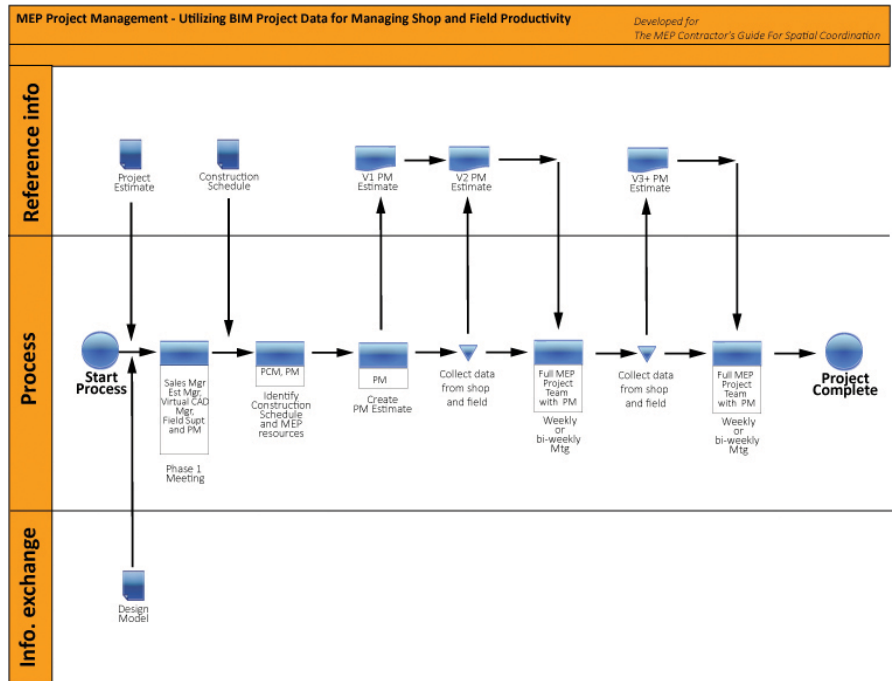 MEP Project Management - Utilizing BIM Project Data for Managing Shop and Field Productivity
Developed for
The MEP Contractor's Guide For Spatial Coordination
Reference info
Project
Estimate
Construction
Schedule
V1 PM
Estimate
V2 PM
Estimate
V3+ PM
Estimate
Process
Start
Process
Sales Mgr
Est Mgr,
Virtual CAD
Mgr,
Field Supt
and PM
Phase 1
Meeting
PCM, PM
Identify
Construction
Schedule
and MEP
resources
PM
Create
PM Estimate
Collect data
from shop
and field
Full MEP
Project
Team
with PM
Weekly
or
bi-weekly
Mtg
Collect data
from shop
and field
Full MEP
Project
Team
with PM
Weekly
or
bi-weekly
Mtg
Project
Complete
Info. exchange
Design
Model